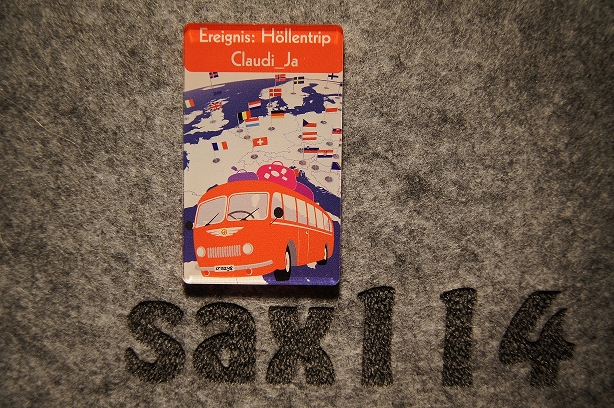 Ereignis: Höllentrip
Claudi_Ja
sax114